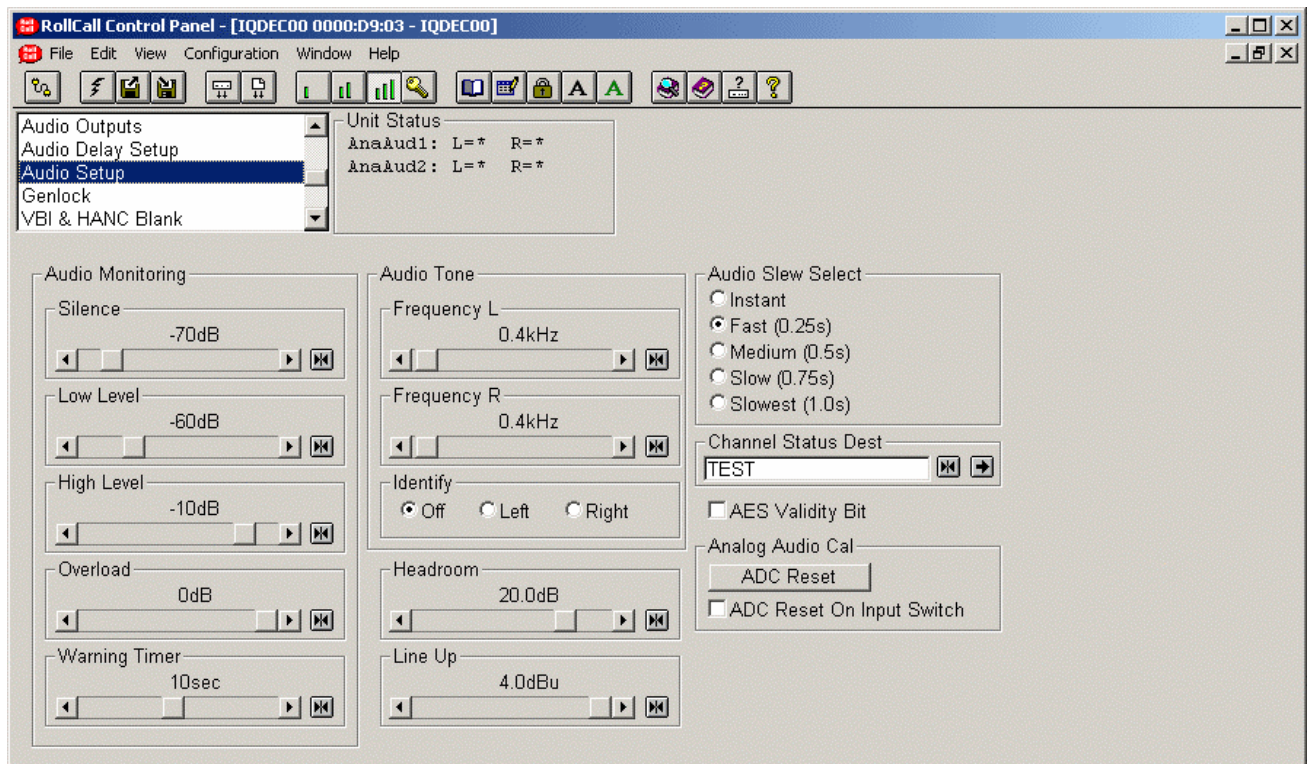 RollCall Control Panel - [IQDEC00 0000:D9:03 - IQDEC00]
File Edit View Configuration Window Help
Audio Outputs
Audio Delay Setup
Audio Setup
Genlock
VBI & HANC Blank
Unit Status
AnaAud1: L=* R=*
AnaAud2: L=* R=*
Audio Monitoring
Silence
-70dB
Low Level
-60dB
High Level
-10dB
Overload
0dB
Warning Timer
10sec
Audio Tone
Frequency L
0.4kHz
Frequency R
0.4kHz
Identify
Off Left Right
Headroom
20.0dB
Line Up
4.0dBu
Audio Slew Select
Instant
Fast (0.25s)
Medium (0.5s)
Slow (0.75s)
Slowest (1.0s)
Channel Status Dest
TEST
AES Validity Bit
Analog Audio Cal
ADC Reset
ADC Reset On Input Switch